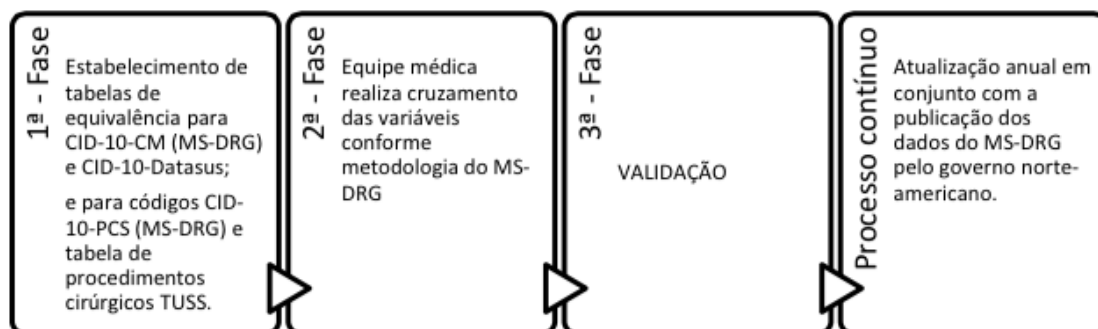 1ª - Fase
Estabelecimento de
tabelas de
equivalência para
CID-10-CM (MS-DRG)
e CID-10-Datasus;
e para códigos CID-
10-PCS (MS-DRG) e
tabela de
procedimentos
cirúrgicos TUSS.
2ª - Fase
Equipe médica
realiza cruzamento
das variáveis
conforme
metodologia do MS-
DRG
3ª - Fase
VALIDAÇÃO
Processo contínuo
Atualização anual em
conjunto com a
publicação dos
dados do MS-DRG
pelo governo norte-
americano.